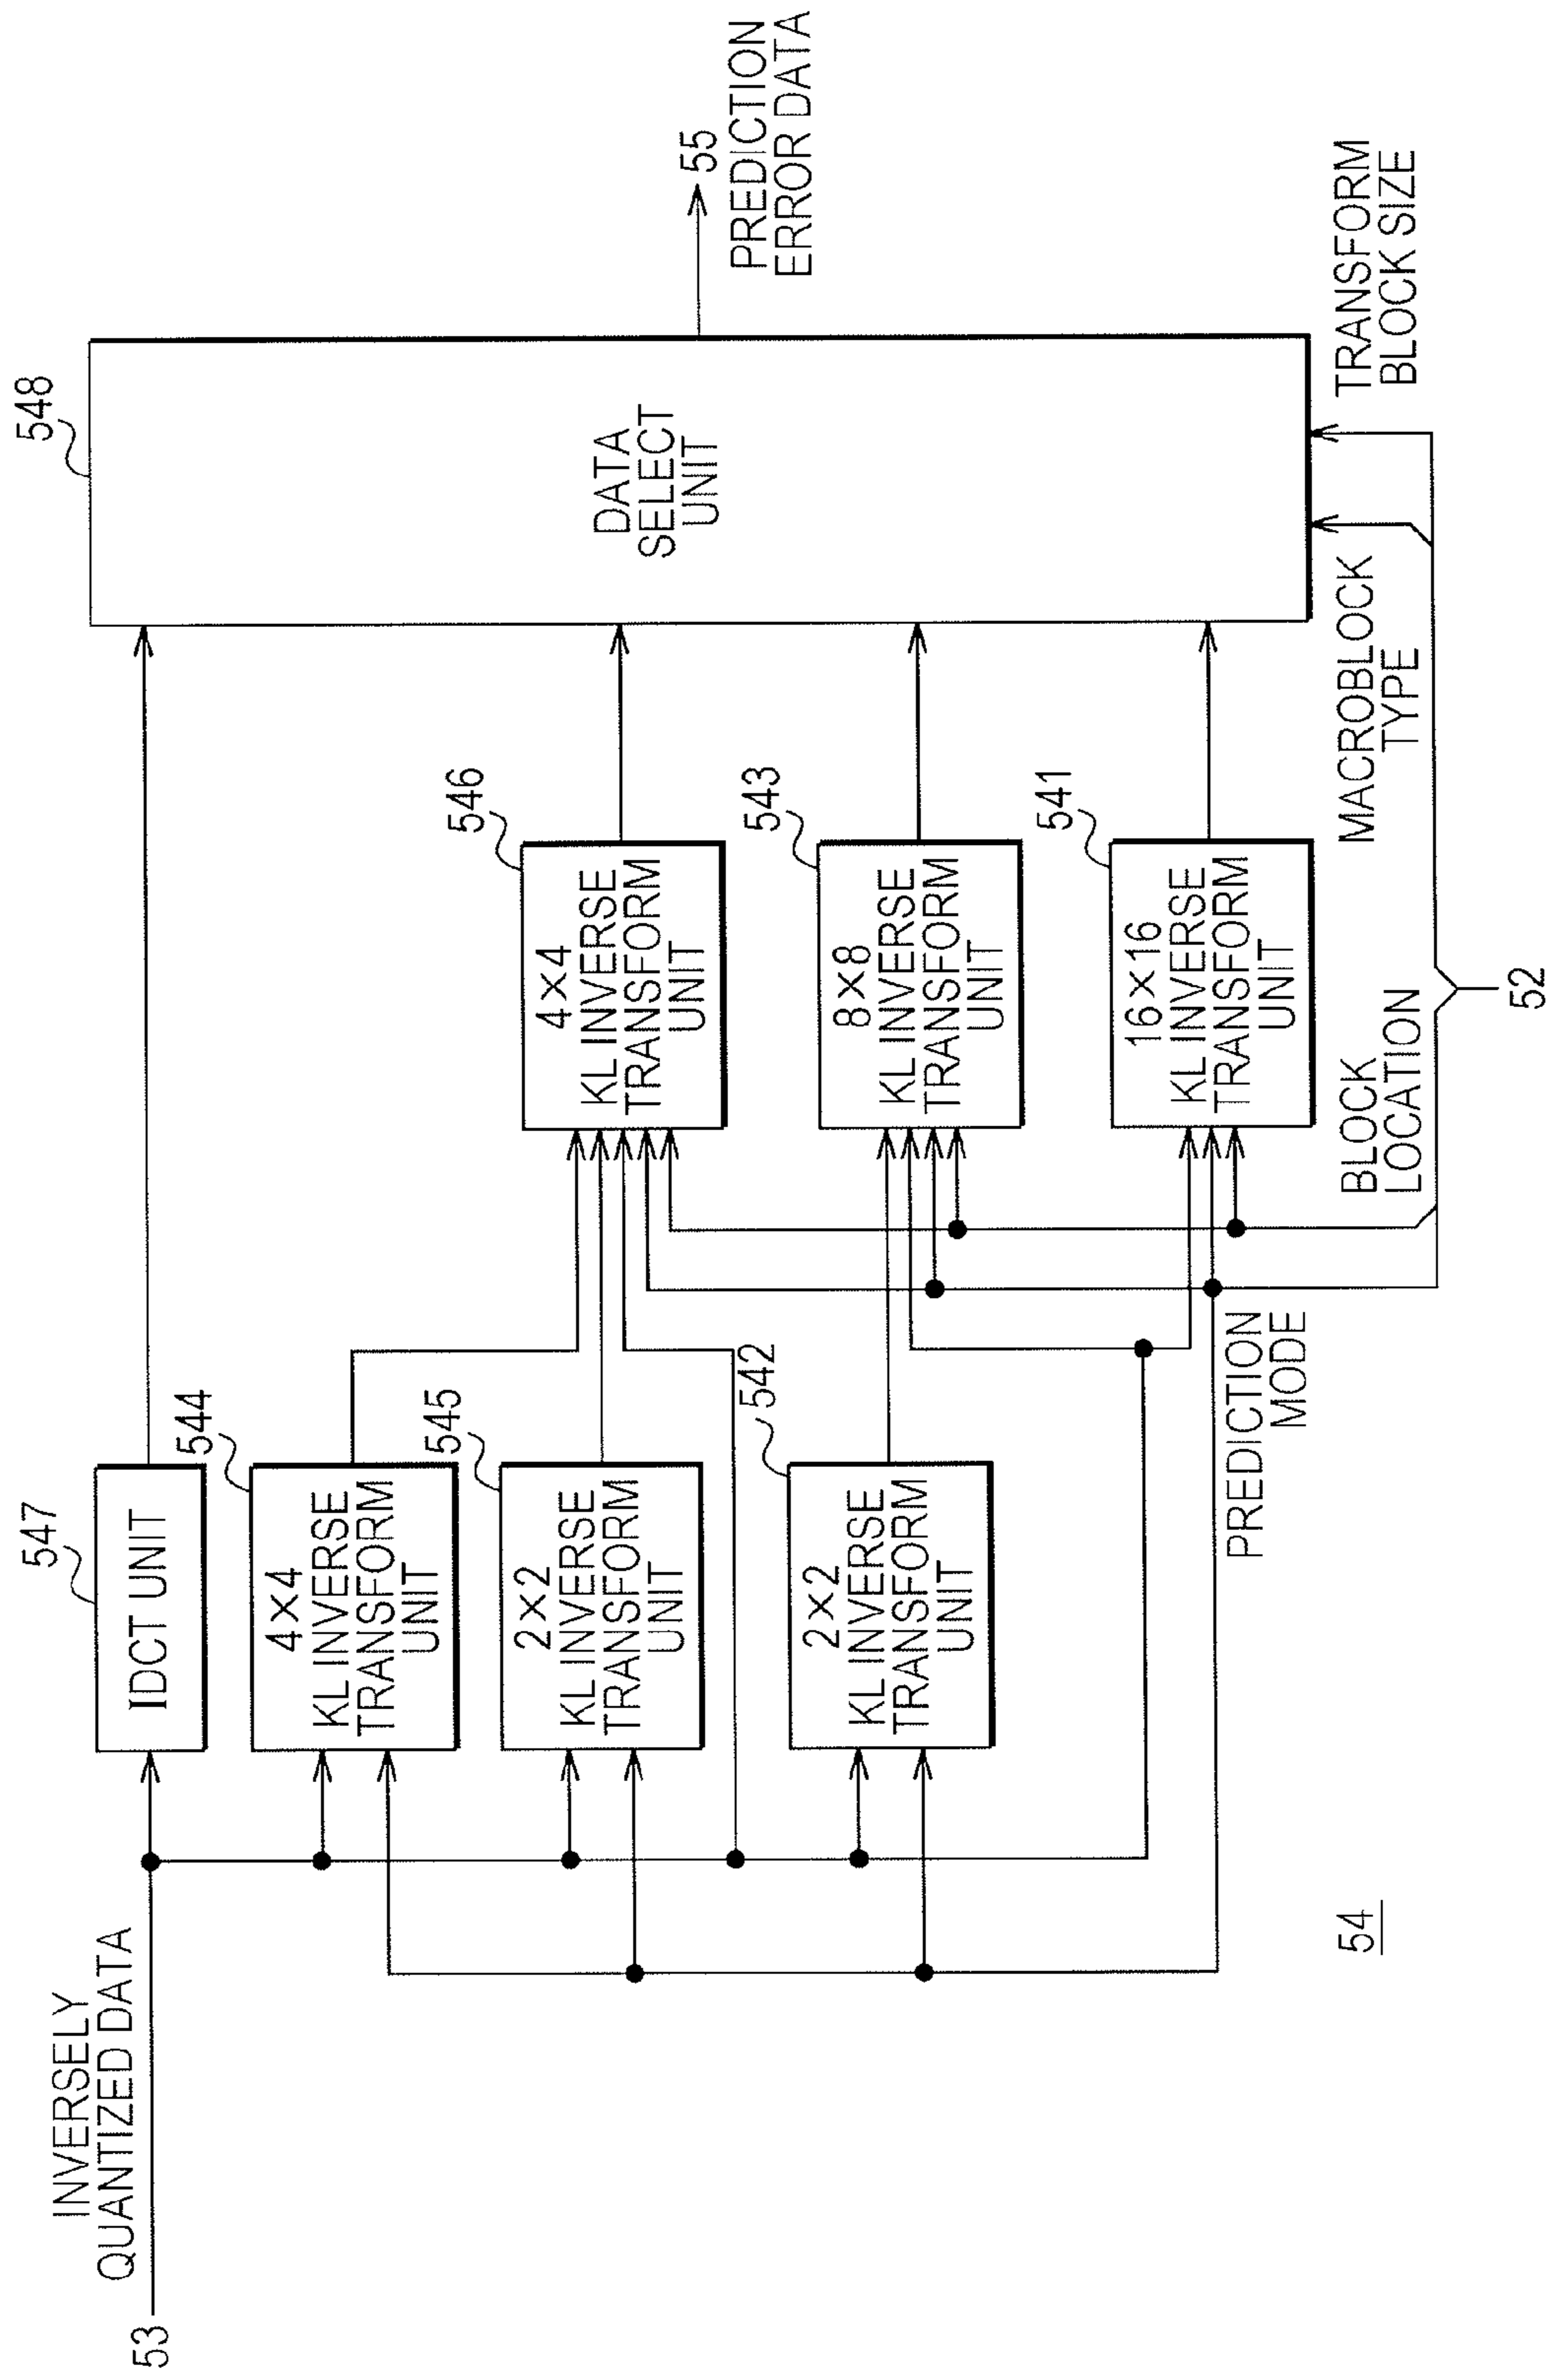 INVERSELY
QUANTIZED DATA
53
547
IDCT UNIT
544
4×4
KL INVERSE
TRANSFORM
UNIT
545
2×2
KL INVERSE
TRANSFORM
UNIT
542
2×2
KL INVERSE
TRANSFORM
UNIT
PREDICTION
MODE
546
4×4
KL INVERSE
TRANSFORM
UNIT
543
8×8
KL INVERSE
TRANSFORM
UNIT
541
16×16
KL INVERSE
TRANSFORM
UNIT
BLOCK
LOCATION
52
MACROBLOCK
TYPE
TRANSFORM
BLOCK SIZE
548
DATA
SELECT
UNIT
55
PREDICTION
ERROR DATA
54